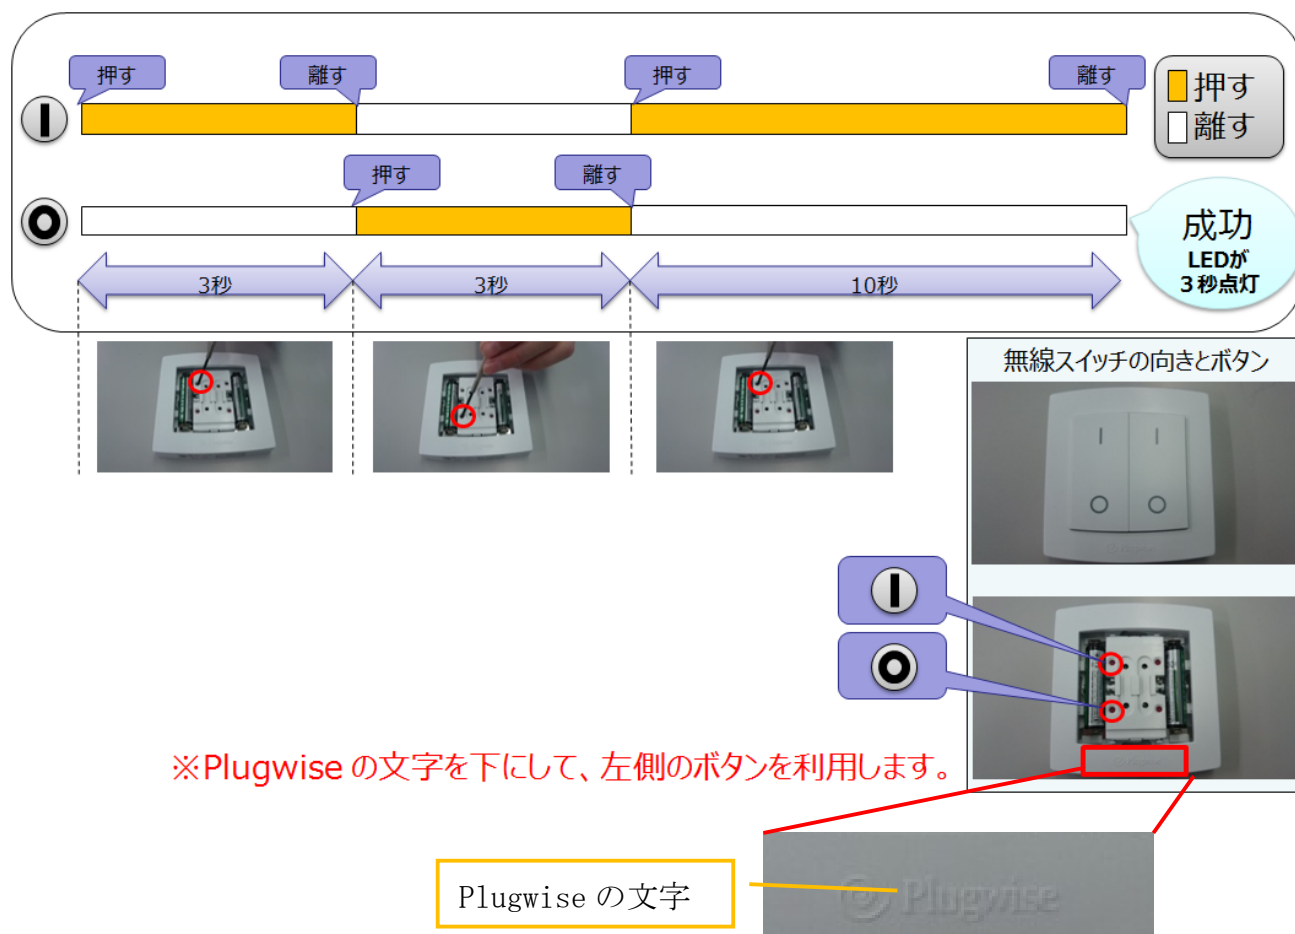 押す
離す
押す
離す
押す
離す
押す
離す
成功
LEDが
3秒点灯
3秒
3秒
10秒
無線スイッチの向きとボタン
※Plugwiseの文字を下にして、左側のボタンを利用します。
Plugwiseの文字
Plugwise